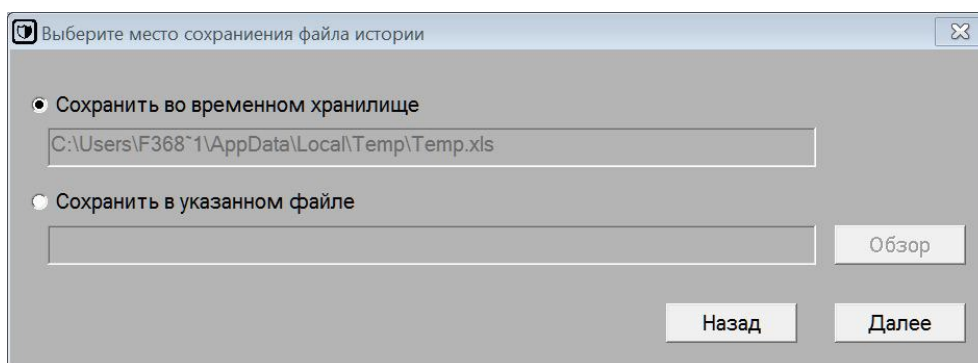 Выберите место сохраниения файла истории
Сохранить во временном хранилище
C:\Users\F368~1\AppData\Local\Temp\Temp.xls
Сохранить в указанном файле
Обзор
Назад
Далее